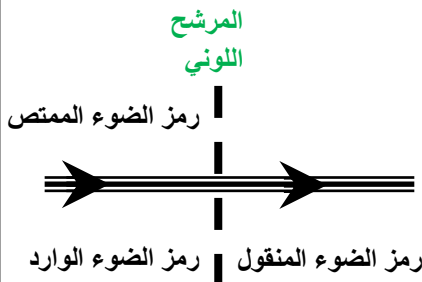 المرشح
اللوني
رمز الضوء الممتص
رمز الضوء المنقول
رمز الضوء الوارد